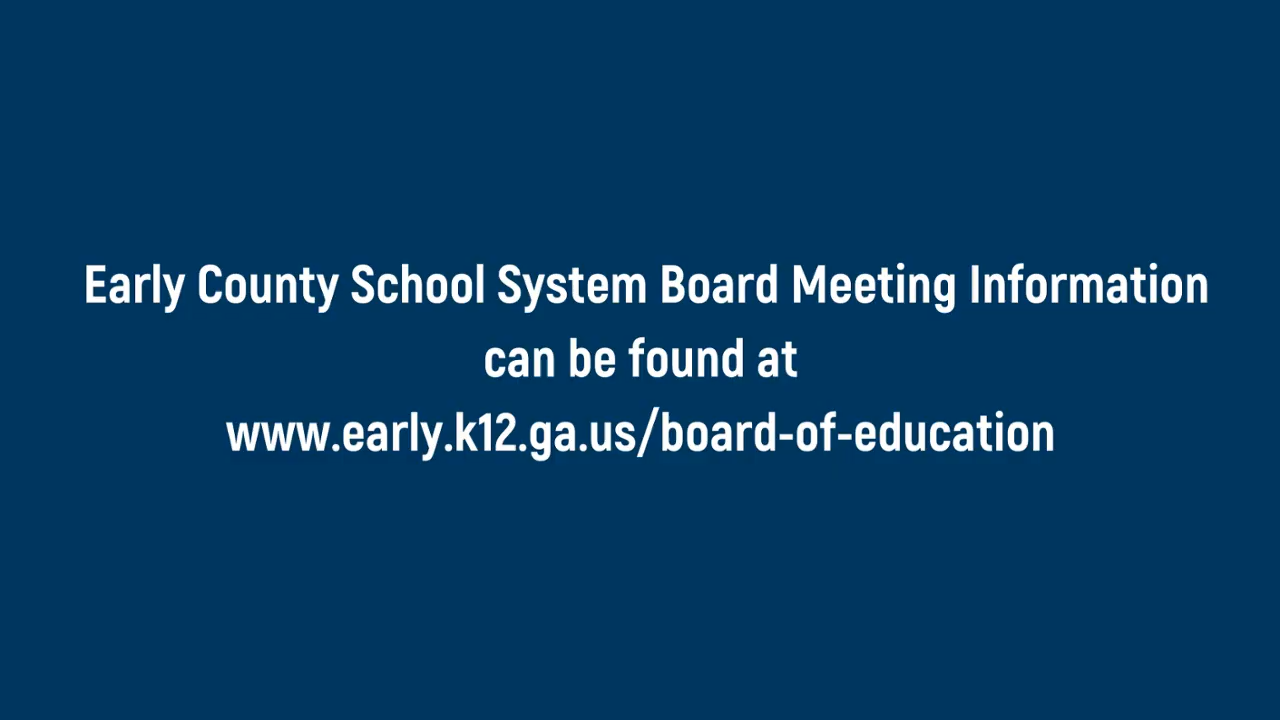 Early County School System Board Meeting Information
can be found at
www.early.k12.ga.us/board-of-education